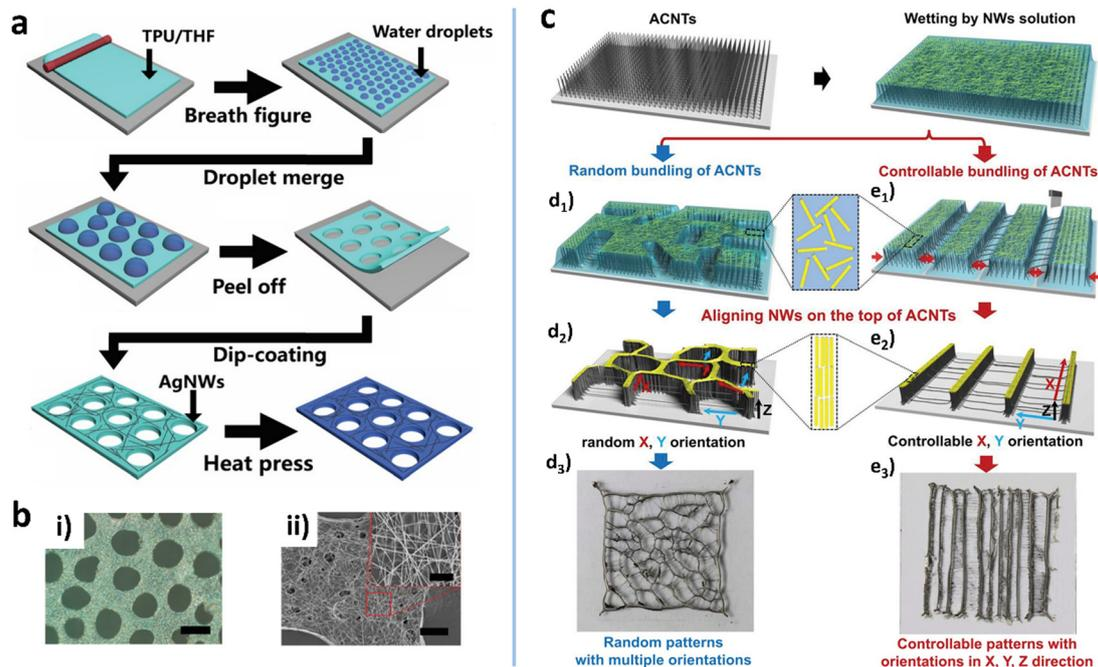 a
TPU/THF
Water droplets
Breath figure
Droplet merge
Peel off
Dip-coating
AgNWs
Heat press
b
i)
ii)
c
ACNTs
Wetting by NWs solution
Random bundling of ACNTs
Controllable bundling of ACNTs
d₁)
e₁)
Aligning NWs on the top of ACNTs
d₂)
e₂)
Z
Y
X
Z
Y
random X, Y orientation
Controllable X, Y orientation
d₃)
e₃)
Random patterns
with multiple orientations
Controllable patterns with
orientations in X, Y, Z direction